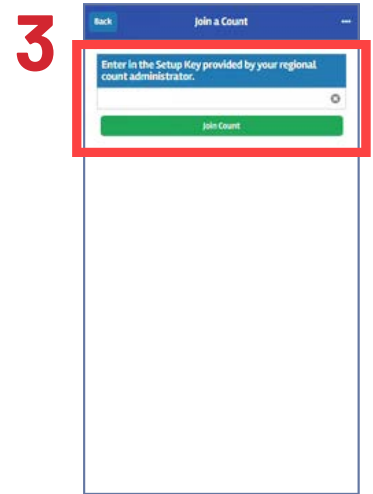 3
Back
Join a Count
Enter in the Setup Key provided by your regional
count administrator.
Join Count